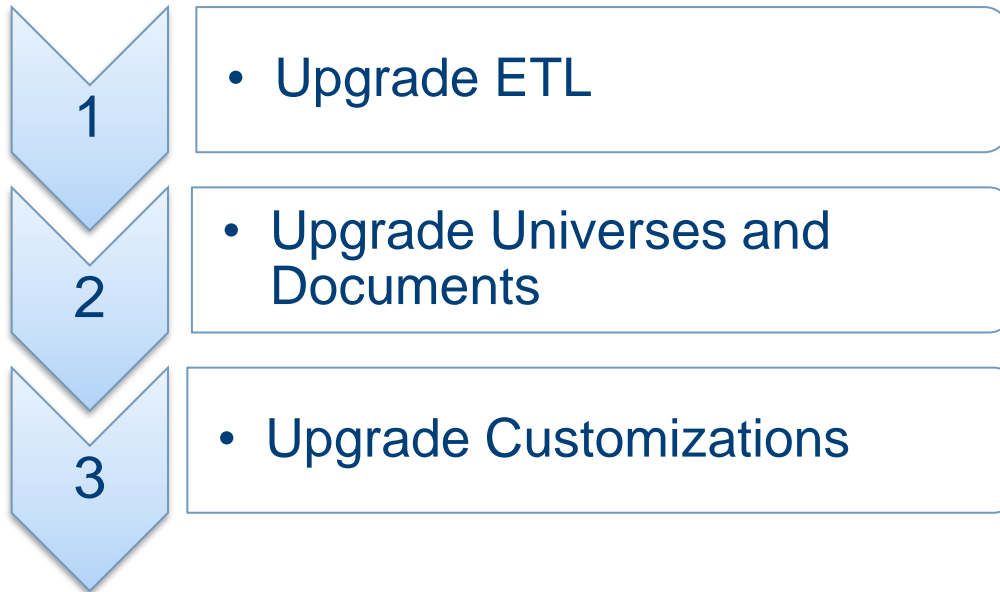 1
• Upgrade ETL
2
• Upgrade Universes and
Documents
3
• Upgrade Customizations